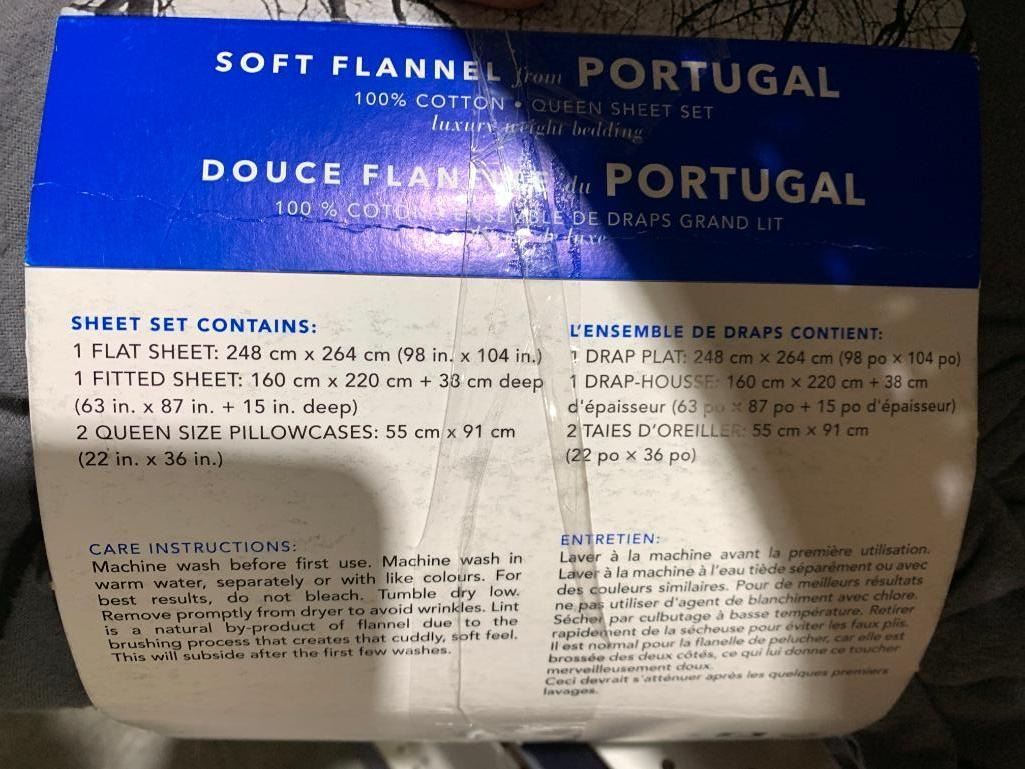 SOFT FLANNEL from PORTUGAL
100% COTTON • QUEEN SHEET SET
luxury weight bedding
DOUCE du PORTUGAL
100 % DE DRAPS GRAND LIT
luxe
SHEET SET CONTAINS:
1 FLAT SHEET: 248 cm x 264 cm (98 in. x 104 in.)
1 FITTED SHEET: 160 cm x 220 cm + 38 cm deep
(63 in. x 87 in. + 15 in. deep)
2 QUEEN SIZE PILLOWCASES: 55 cm x 91 cm
(22 in. x 36 in.)
L'ENSEMBLE DE DRAPS CONTIENT:
1 DRAP PLAT: 248 cm × 264 cm (98 po × 104 po)
1 DRAP-HOUSSE: 160 cm × 220 cm + 38 cm
d'épaisseur (63 po × 87 po + 15 po d'épaisseur)
2 TAIES D'OREILLER: 55 cm × 91 cm
(22 po × 36 po)
CARE INSTRUCTIONS:
Machine wash before first use. Machine wash in
warm water, separately or with like colours. For
best results, do not bleach. Tumble dry low.
Remove promptly from dryer to avoid wrinkles. Lint
is a natural by-product of flannel due to the
brushing process that creates that cuddly, soft feel.
This will subside after the first few washes.
ENTRETIEN:
Laver à la machine avant la première utilisation.
Laver à la machine à l'eau tiède séparément ou avec
des couleurs similaires. Pour de meilleurs résultats
ne pas utiliser d'agent de blanchiment avec chlore.
Sécher par culbutage à basse température. Retirer
rapidement de la sécheuse pour éviter les faux plis.
Il est normal pour la flanelle de pelucher, car elle est
brossée des deux côtés, ce qui lui donne ce toucher
merveilleusement doux.
Ceci devrait s'atténuer après les quelques premiers
lavages.